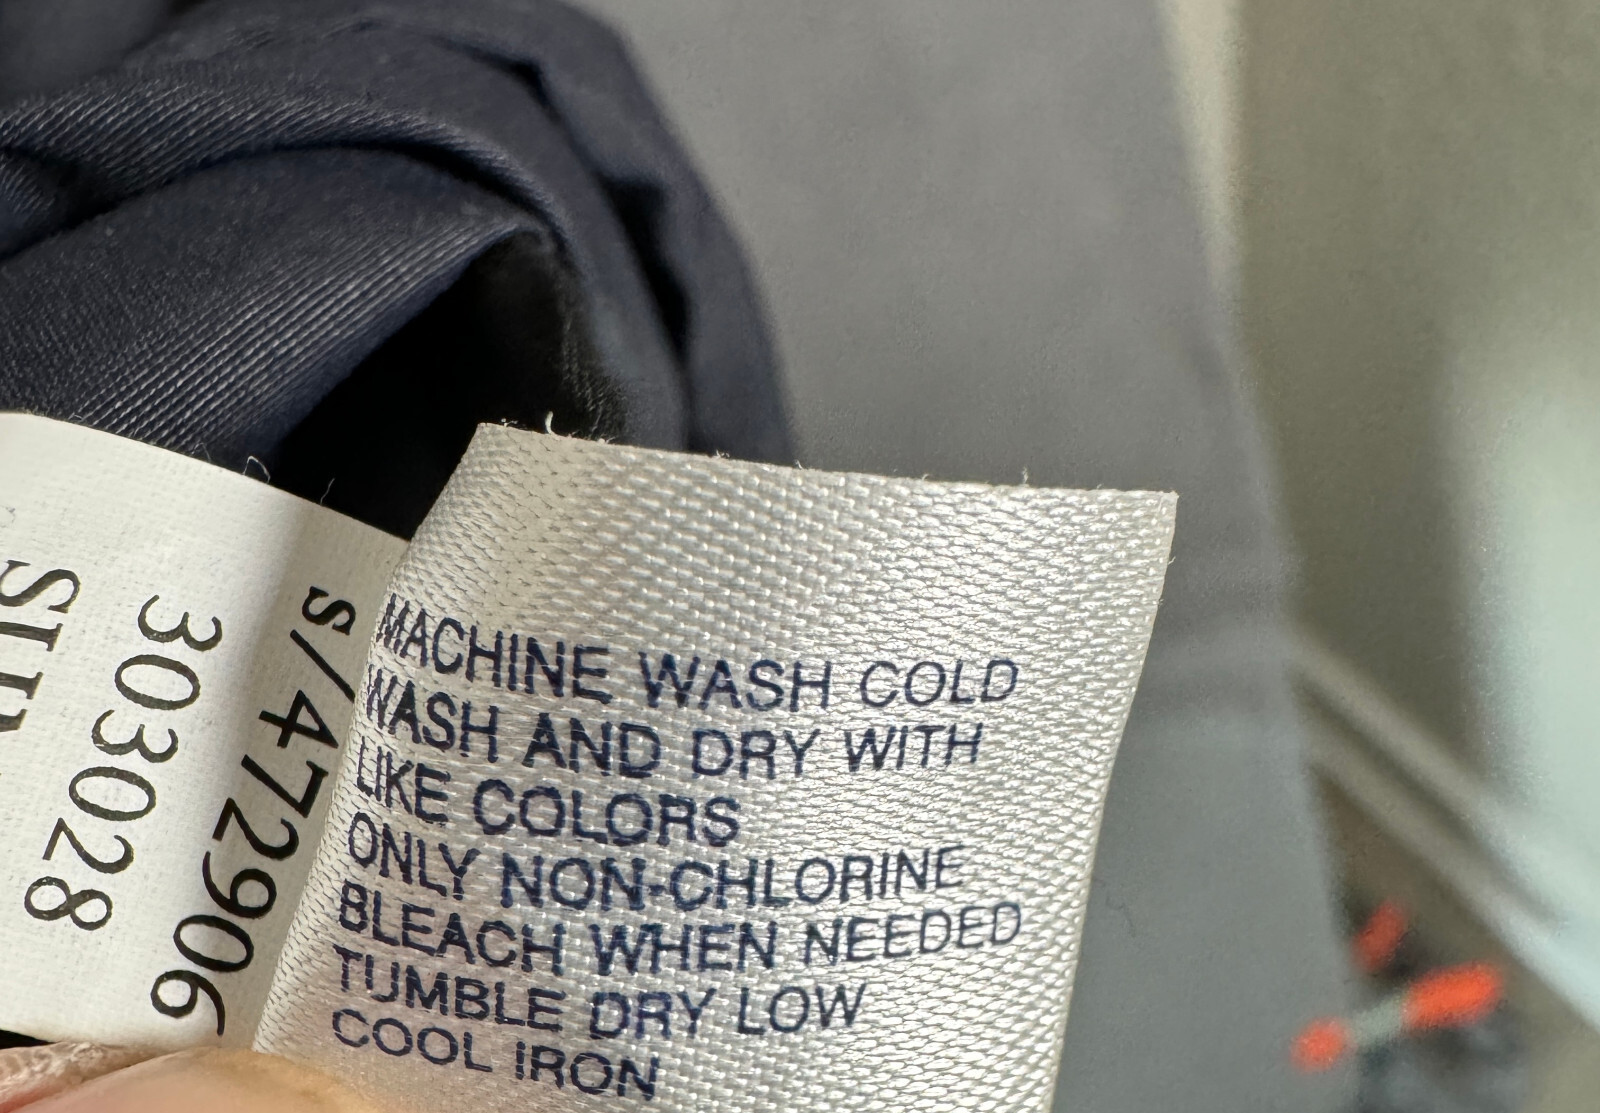 S/472906
303028
MACHINE WASH COLD
WASH AND DRY WITH
LIKE COLORS
ONLY NON-CHLORINE
BLEACH WHEN NEEDED
TUMBLE DRY LOW
COOL IRON